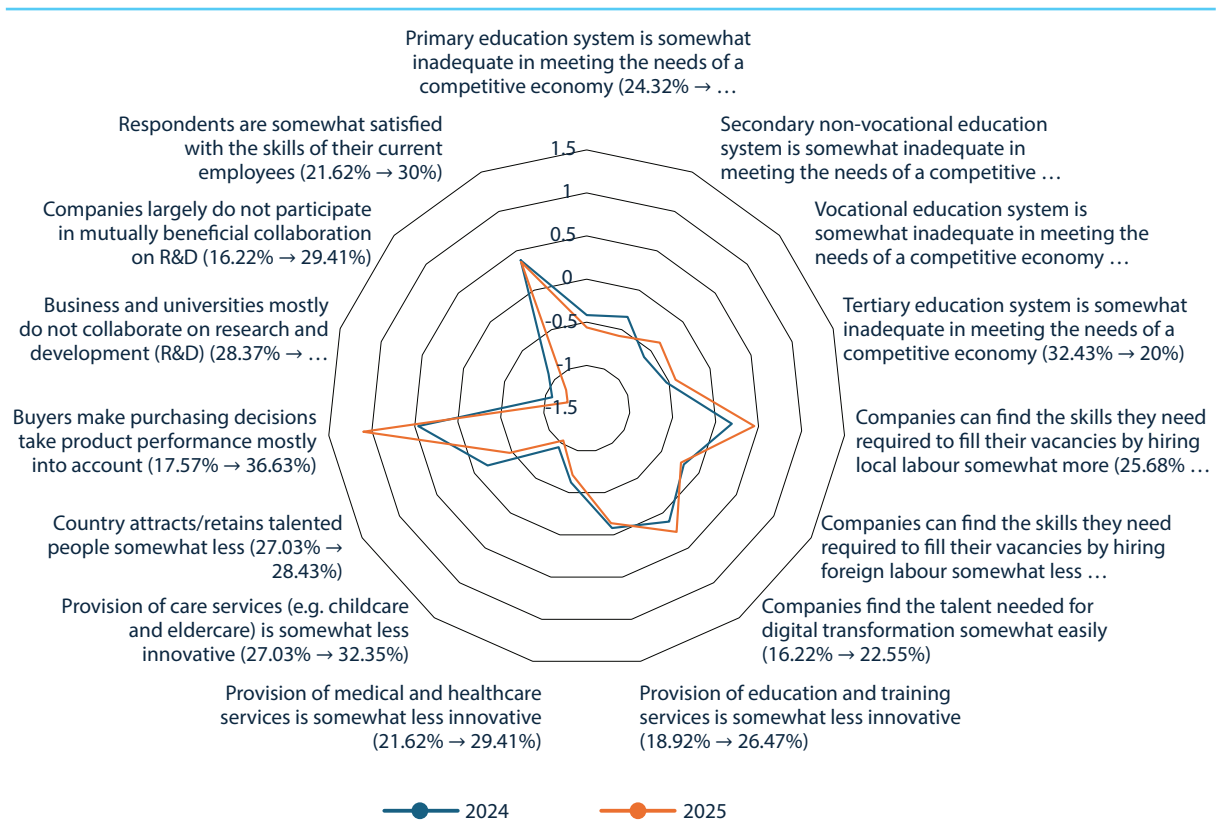 Primary education system is somewhat
inadequate in meeting the needs of a
competitive economy (24.32% → …
Respondents are somewhat satisfied
with the skills of their current
employees (21.62% → 30%)
Secondary non-vocational education
system is somewhat inadequate in
meeting the needs of a competitive …
Companies largely do not participate
in mutually beneficial collaboration
on R&D (16.22% → 29.41%)
Vocational education system is
somewhat inadequate in meeting the
needs of a competitive economy …
Business and universities mostly
do not collaborate on research and
development (R&D) (28.37% → …
Tertiary education system is somewhat
inadequate in meeting the needs of a
competitive economy (32.43% → 20%)
Buyers make purchasing decisions
take product performance mostly
into account (17.57% → 36.63%)
Companies can find the skills they need
required to fill their vacancies by hiring
local labour somewhat more (25.68% …
Country attracts/retains talented
people somewhat less (27.03% →
28.43%)
Companies can find the skills they need
required to fill their vacancies by hiring
foreign labour somewhat less …
Provision of care services (e.g. childcare
and eldercare) is somewhat less
innovative (27.03% → 32.35%)
Companies find the talent needed for
digital transformation somewhat easily
(16.22% → 22.55%)
Provision of medical and healthcare
services is somewhat less innovative
(21.62% → 29.41%)
Provision of education and training
services is somewhat less innovative
(18.92% → 26.47%)
1.5
1
0.5
0
-0.5
-1
-1.5
2024
2025